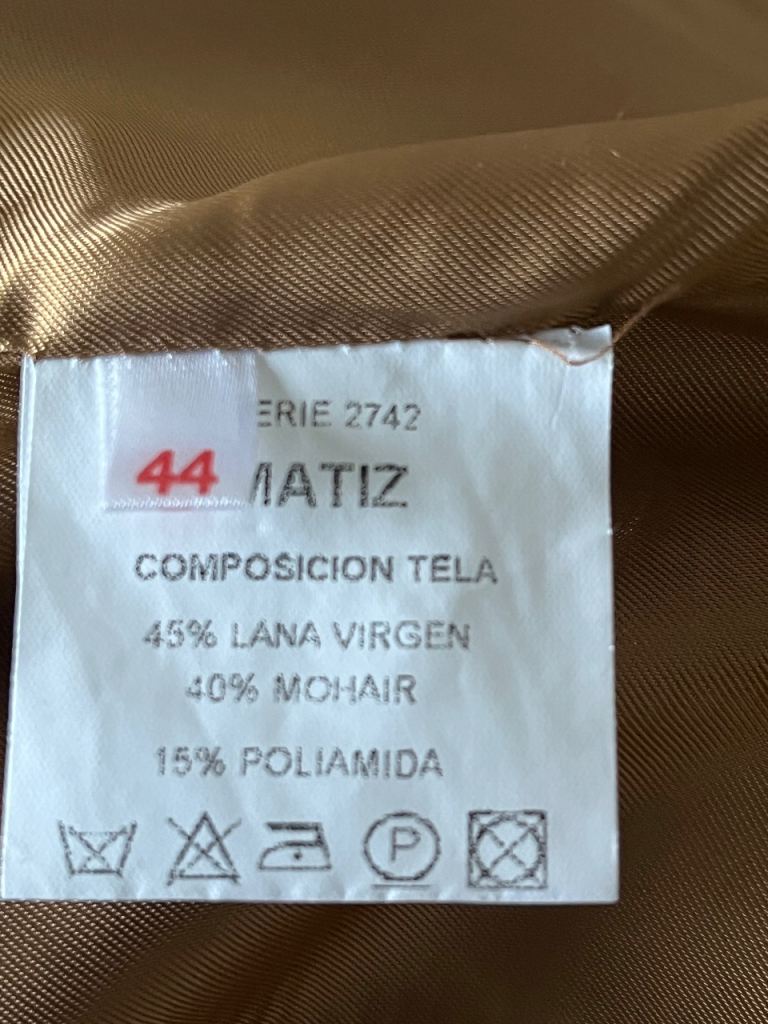 ERIE 2742
44
MATIZ
COMPOSICION TELA
45% LANA VIRGEN
40% MOHAIR
15% POLIAMIDA
P